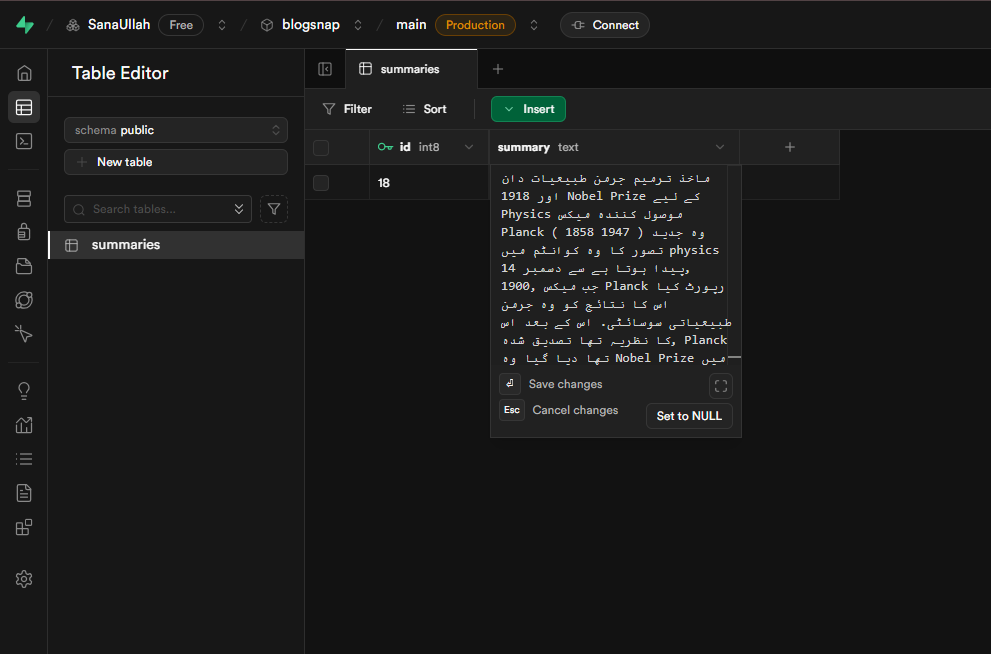 SanaUllah Free
blogsnap
main Production
Connect
Table Editor
summaries
Filter
Sort
Insert
schema public
New table
Search tables...
summaries
id int8
summary text
18
ماخذ ترمیم جرمن طبیعیات دان
کے لیے Nobel Prize اور 1918
Physics موصول کنندہ میکس
Planck ( 1858 1947 ) وہ جدید
physics تصور کا وہ کوانٹم میں
پیدا ہوتا ہے سے دسمبر 14,
1900, جب میکس Planck رپورٹ کیا
اس کا نتائج کو وہ جرمن
طبیعیاتی سوسائٹی. اس کے بعد اس
کا نظریہ تھا تصدیق شدہ, Planck
تھا دیا گیا وہ Nobel Prize میں
Save changes
Esc Cancel changes
Set to NULL